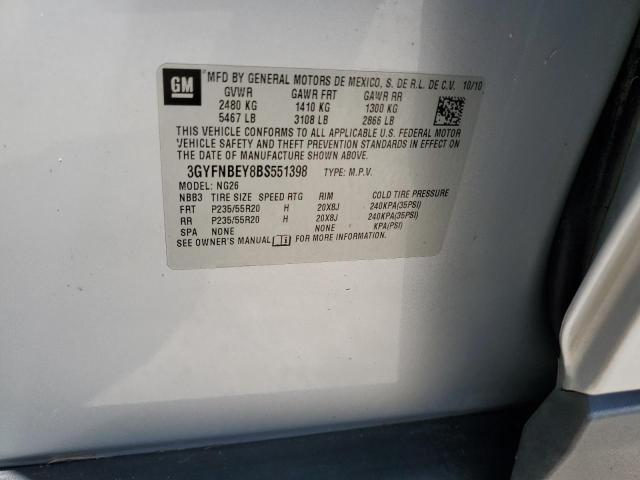 GM
MFD BY GENERAL MOTORS DE MEXICO, S. DE R.L. DE C.V. 10/10
GVWR GAWR FRT GAWR RR
2480 KG 1410 KG 1300 KG
5467 LB 3108 LB 2866 LB
THIS VEHICLE CONFORMS TO ALL APPLICABLE U.S. FEDERAL MOTOR
VEHICLE SAFETY AND THEFT PREVENTION STANDARDS IN EFFECT ON
THE DATE OF MANUFACTURE SHOWN ABOVE.
3GYFNBEY8BS551398 TYPE: M.P.V.
MODEL: NG26
NBB3 TIRE SIZE SPEED RTG RIM COLD TIRE PRESSURE
FRT P235/55R20 H 20X8J 240KPA(35PSI)
RR P235/55R20 H 20X8J 240KPA(35PSI)
SPA NONE NONE KPA(PSI)
SEE OWNER'S MANUAL FOR MORE INFORMATION.